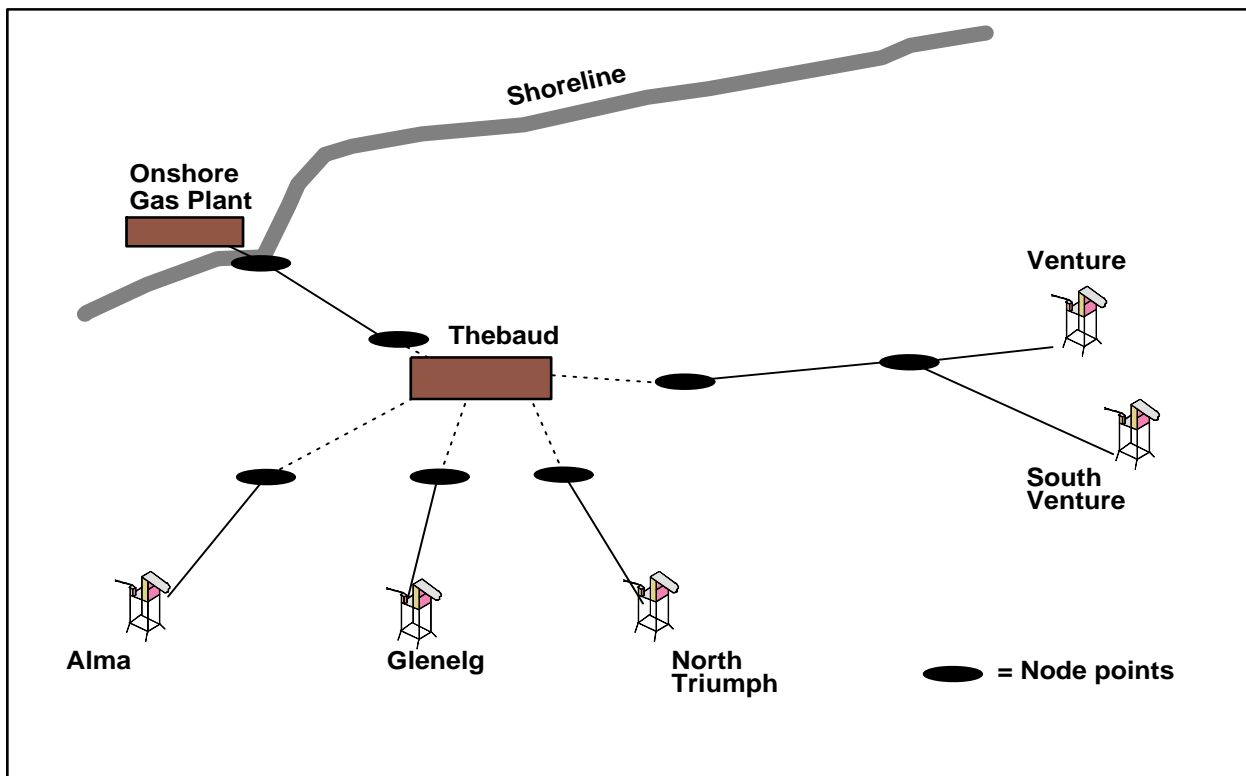 Shoreline
Onshore
Gas Plant
Venture
Thebaud
South
Venture
Alma
Glenelg
North
Triumph
= Node points